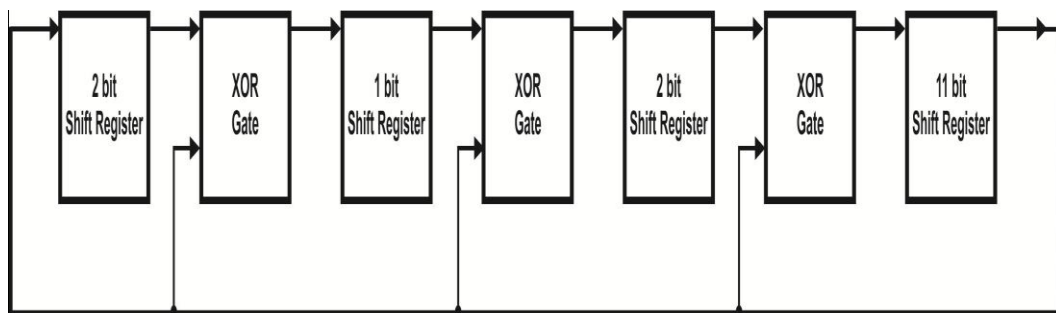 2 bit
Shift Register
XOR
Gate
1 bit
Shift Register
XOR
Gate
2 bit
Shift Register
XOR
Gate
11 bit
Shift Register